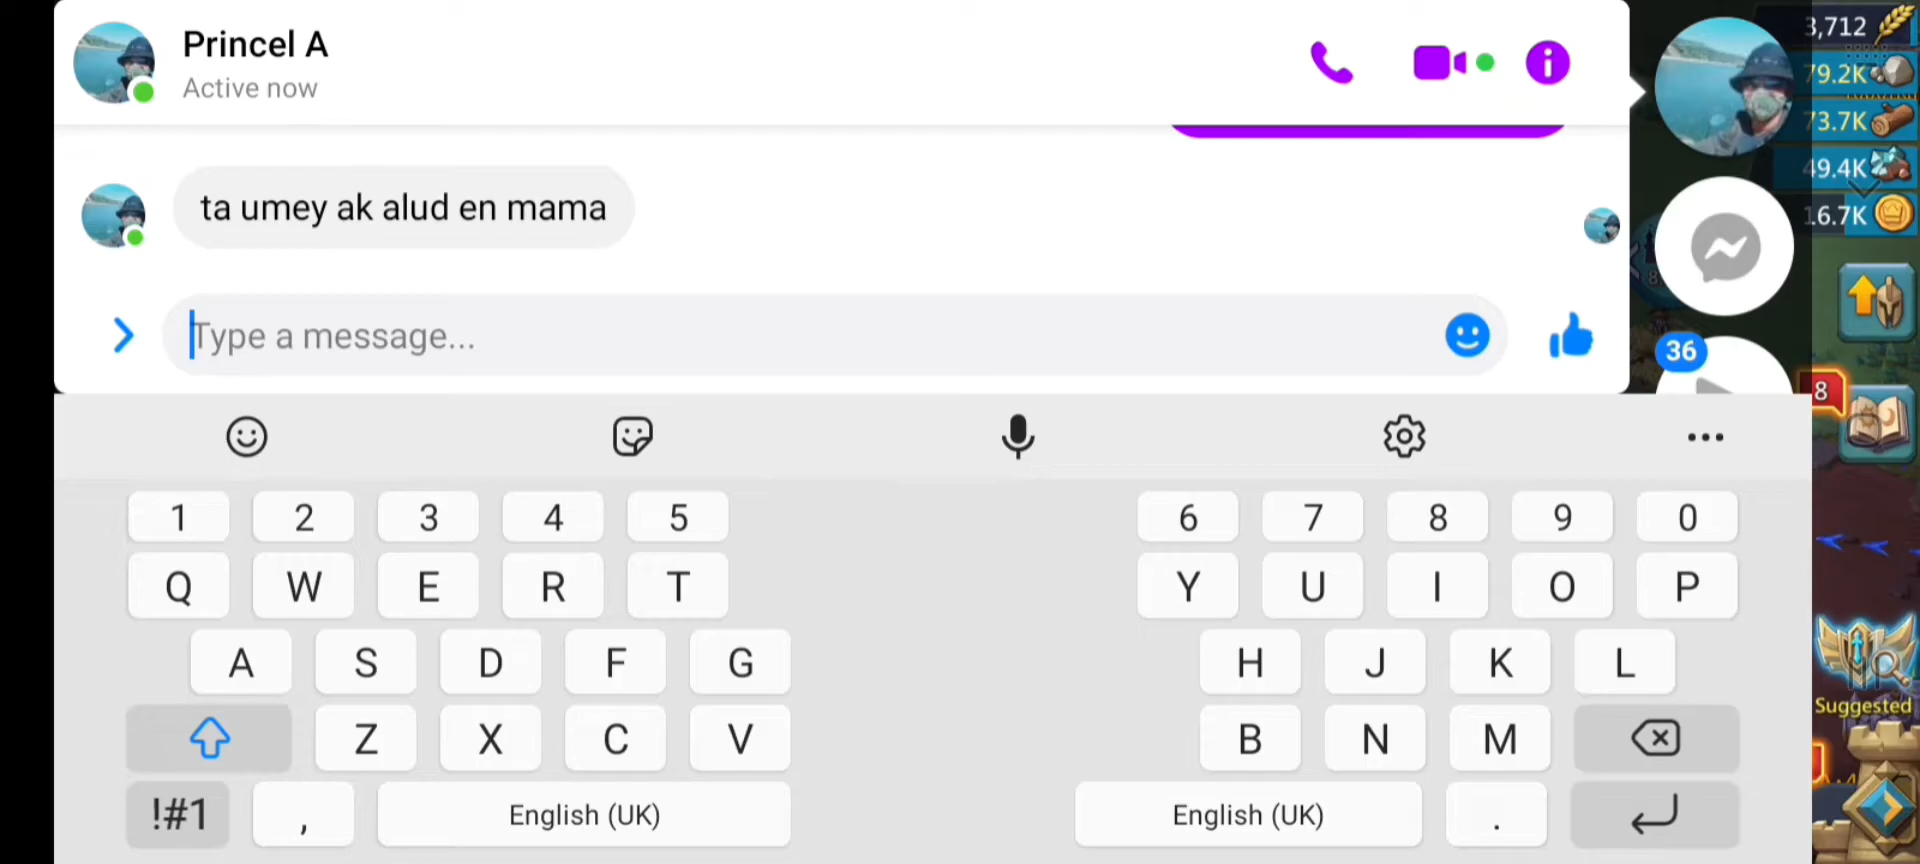 Princel A
Active now
ta umey ak alud en mama
Type a message...
3,712
79.2K
73.7K
49.4K
16.7K
36
8
1 2 3 4 5 6 7 8 9 0
Q W E R T Y U I O P
A S D F G H J K L
Z X C V B N M
!#1 , English (UK) English (UK) .
Suggested